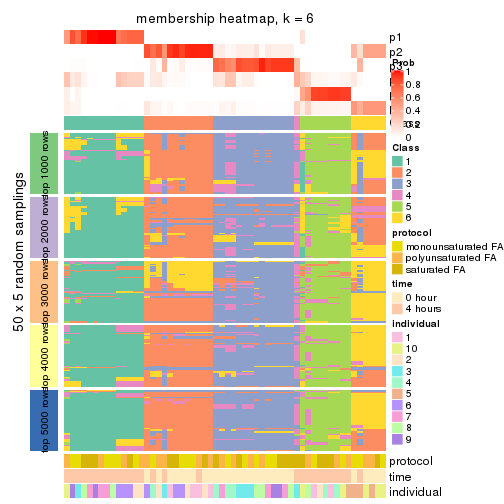 membership heatmap, k = 6
p1
p2
p3
Prob
1
0.8
0.6
0.4
0.2
0
Class
1
2
3
4
5
6
protocol
monounsaturated FA
polyunsaturated FA
saturated FA
time
0 hour
4 hours
individual
1
10
2
3
4
5
6
7
8
9
50 x 5 random samplings
top 1000 rows
top 2000 rows
top 3000 rows
top 4000 rows
top 5000 rows
protocol
time
individual